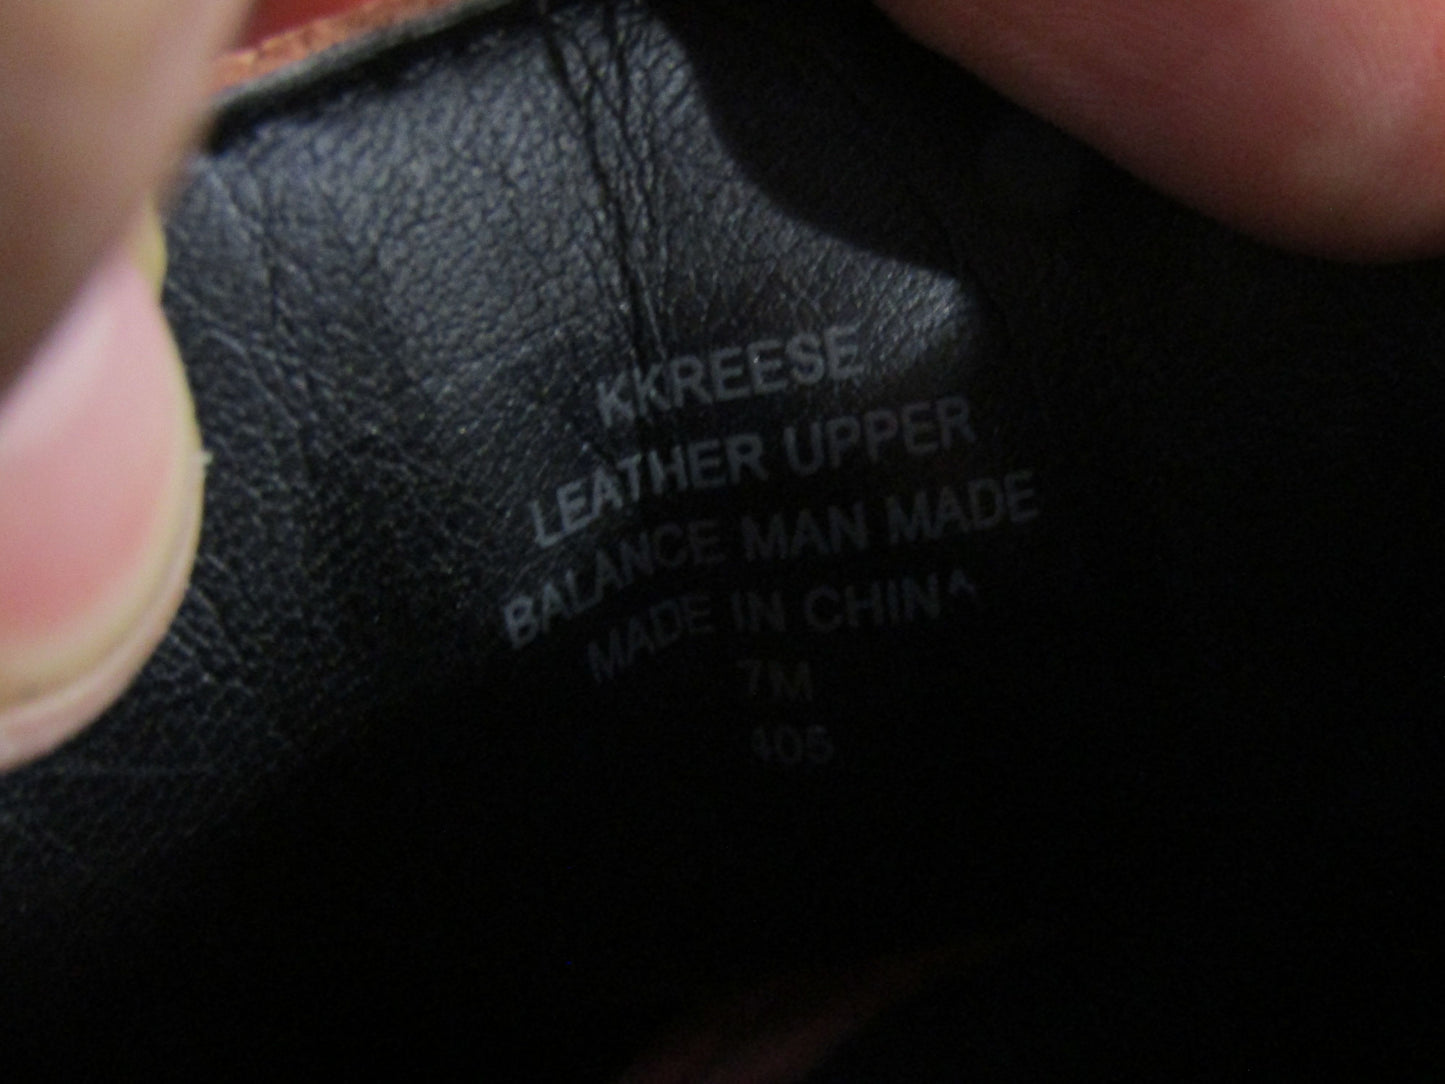 KKREESE
LEATHER UPPER
BALANCE MAN MADE
MADE IN CHINA
7M